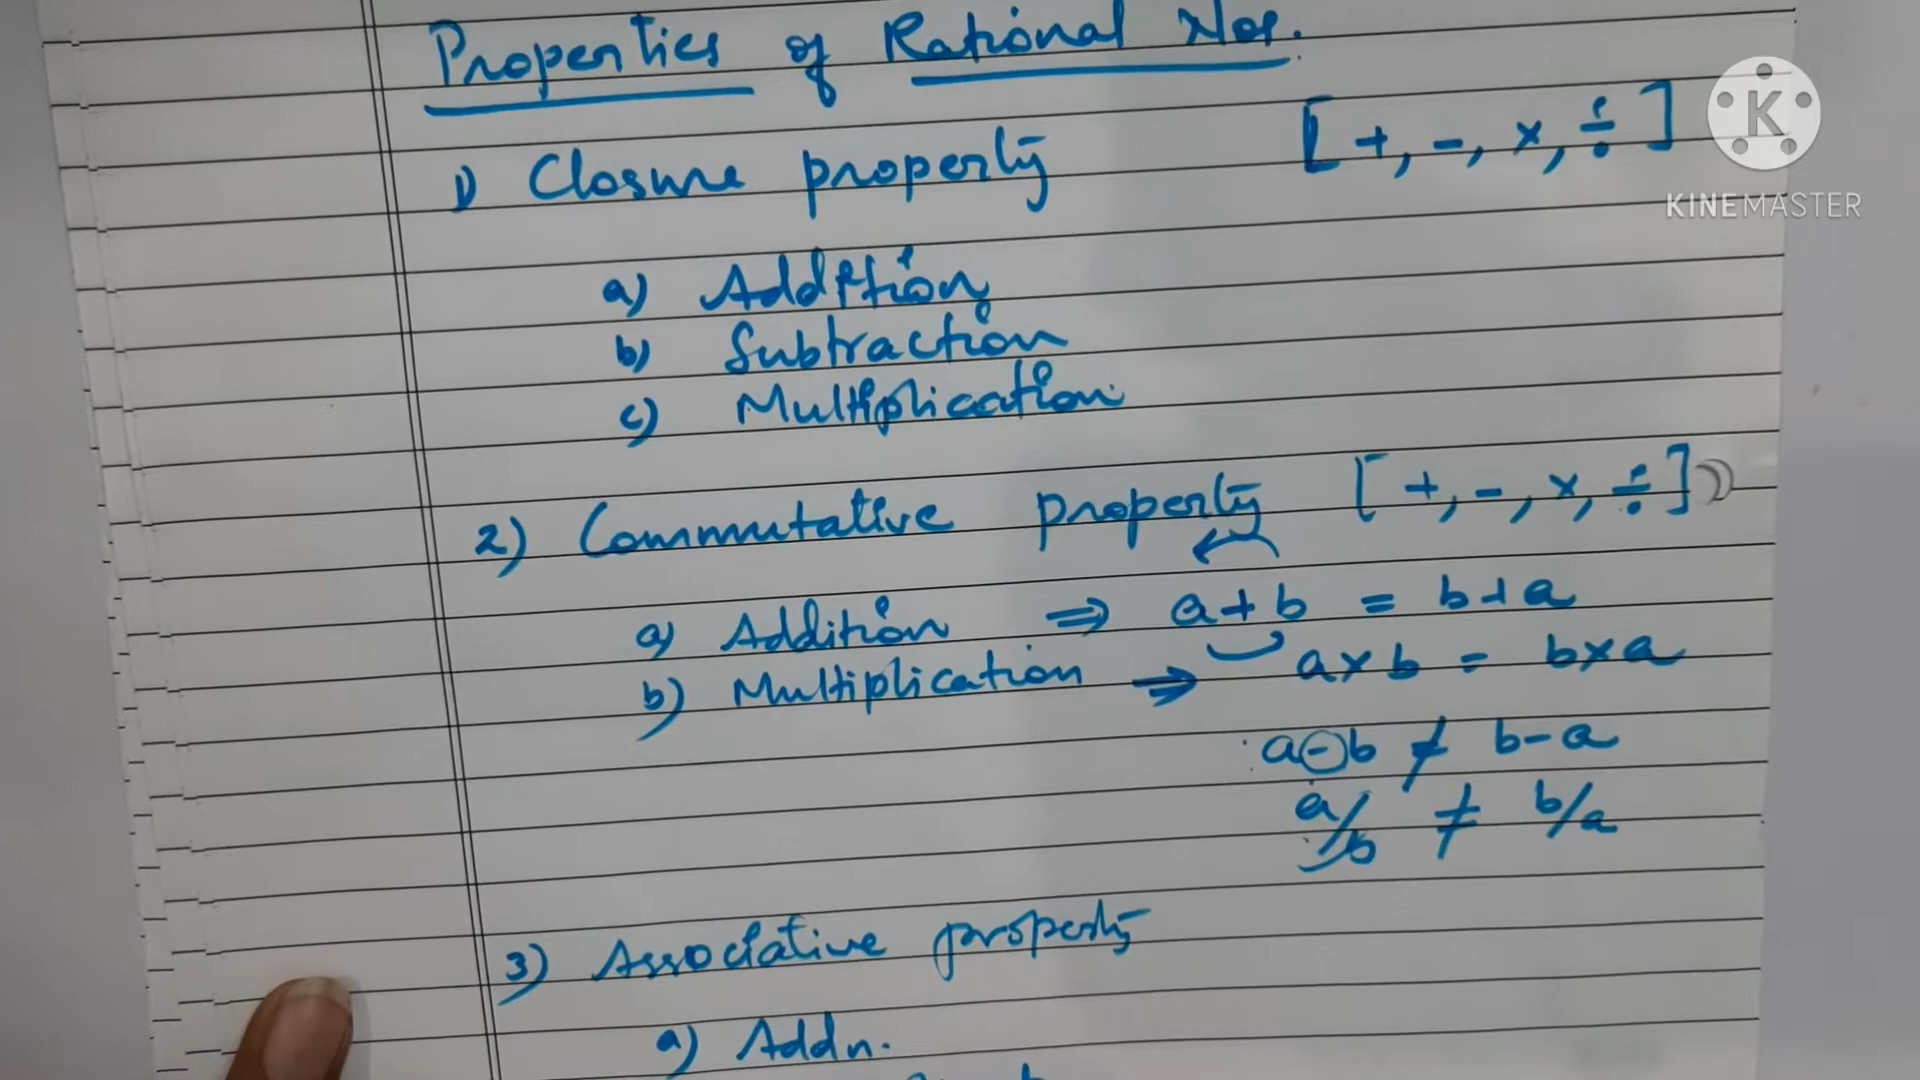 Properties of Rational Nos.
1) Closure property [+, -, ×, ÷]
K
KINEMASTER
a) Addition
b) Subtraction
c) Multiplication
2) Commutative property [+, -, ×, ÷]
a) Addition ⇒ a + b = b + a
b) Multiplication ⇒ a × b = b × a
a - b ≠ b - a
a/b ≠ b/a
3) Associative property
a) Addn.